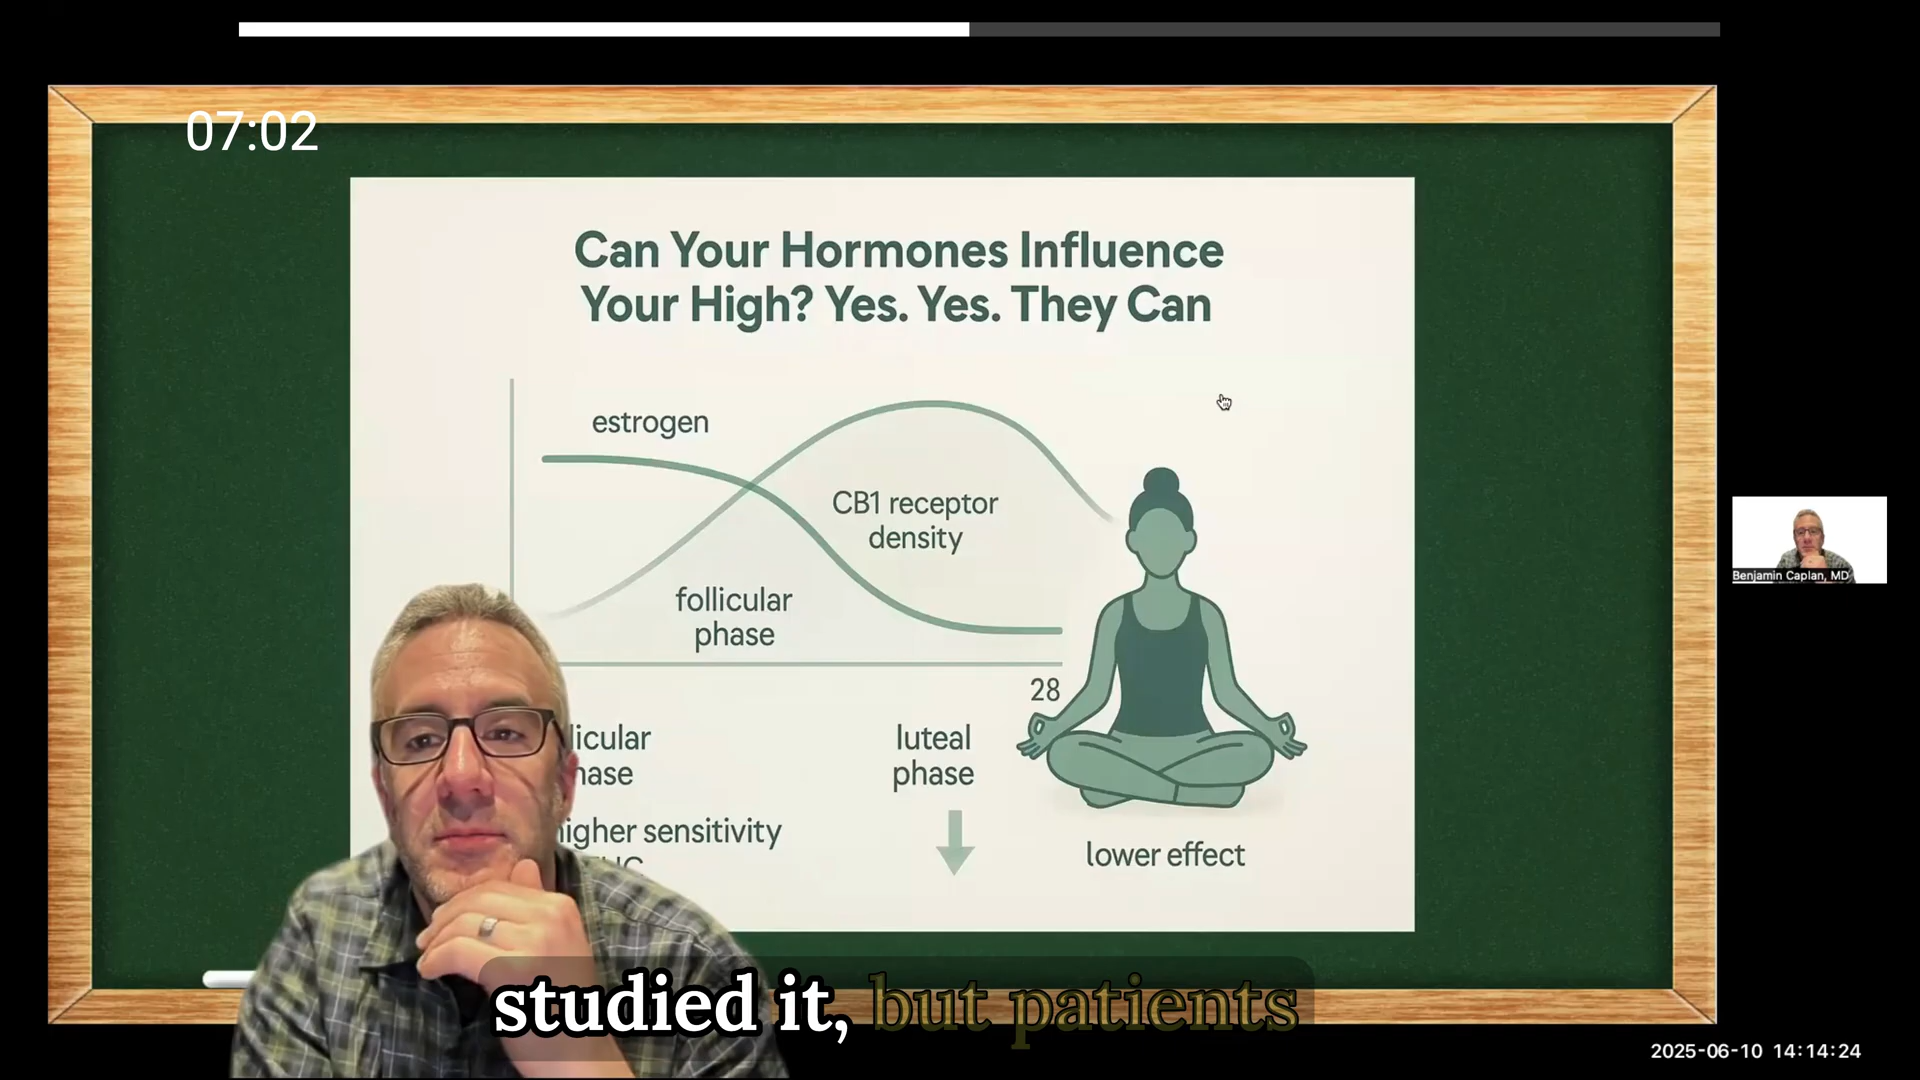 07:02
Can Your Hormones Influence
Your High? Yes. Yes. They Can
estrogen
CB1 receptor
density
follicular
phase
28
licular
hase
luteal
phase
higher sensitivity
lower effect
Benjamin Caplan, MD
studied it, but patients
2025-06-10 14:14:24